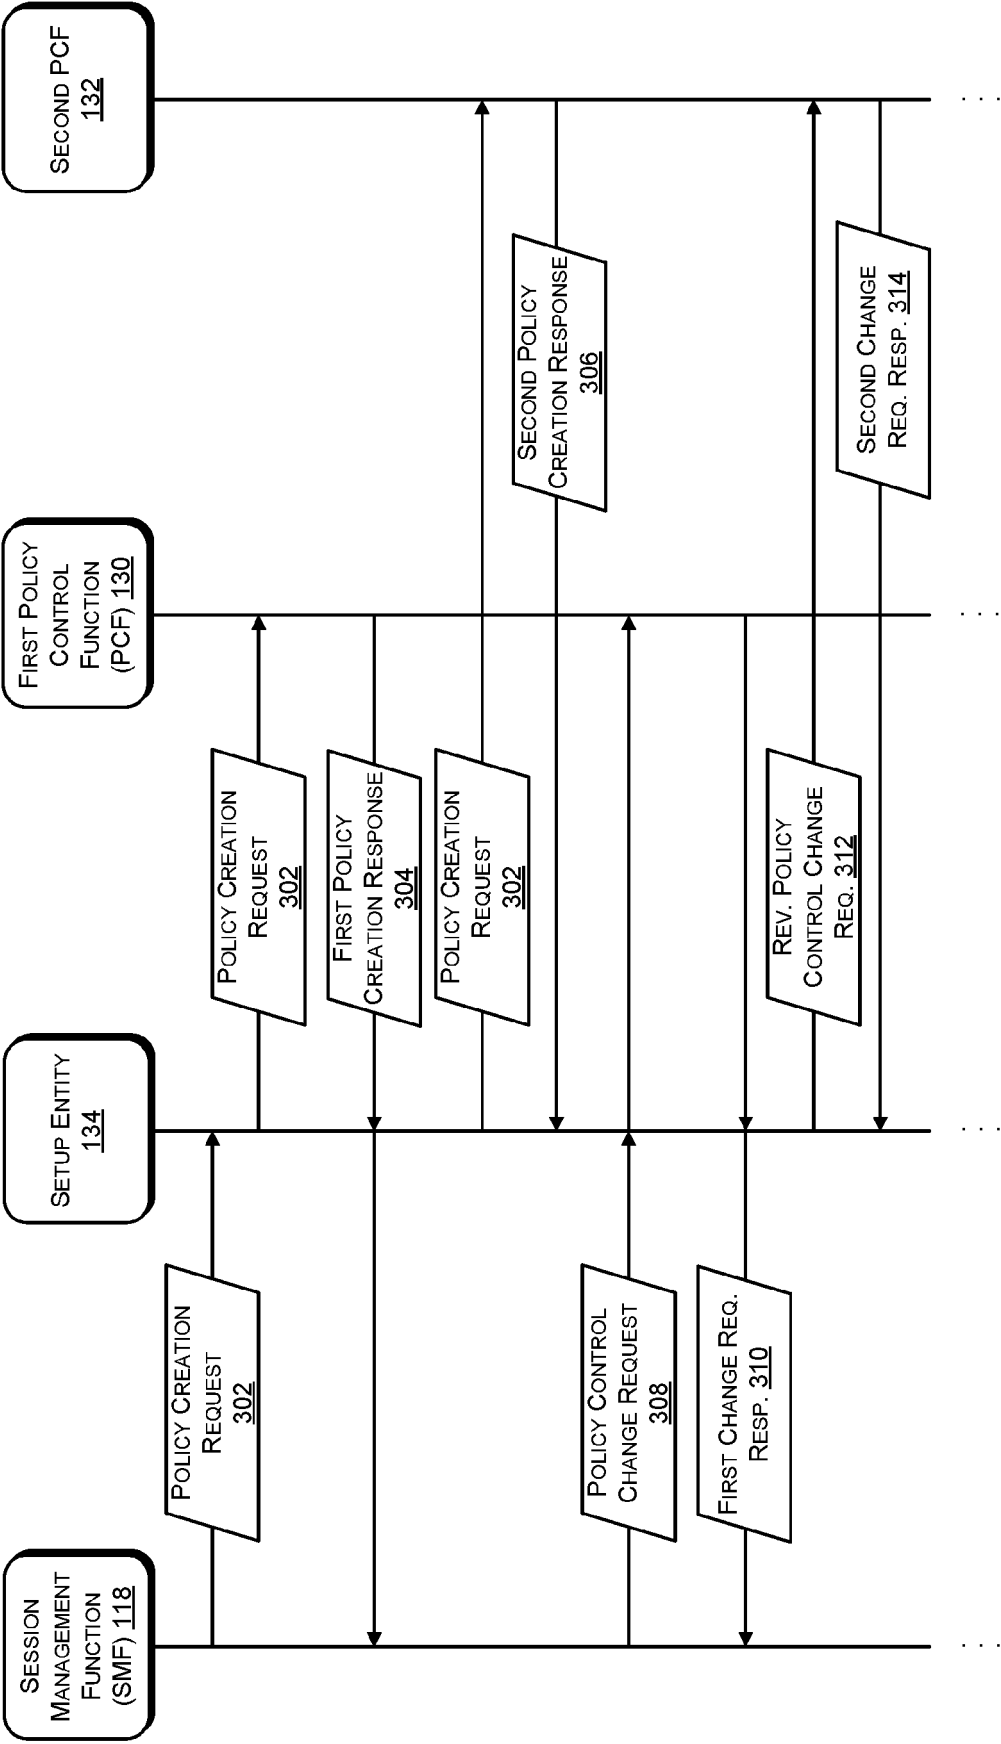 SESSION
MANAGEMENT
FUNCTION
(SMF) 118
SETUP ENTITY
134
FIRST POLICY
CONTROL
FUNCTION
(PCF) 130
SECOND PCF
132
POLICY CREATION
REQUEST
302
POLICY CREATION
REQUEST
302
FIRST POLICY
CREATION RESPONSE
304
POLICY CREATION
REQUEST
302
SECOND POLICY
CREATION RESPONSE
306
POLICY CONTROL
CHANGE REQUEST
308
FIRST CHANGE REQ.
RESP. 310
REV. POLICY
CONTROL CHANGE
REQ. 312
SECOND CHANGE
REQ. RESP. 314
. . .
. . .
. . .
. . .